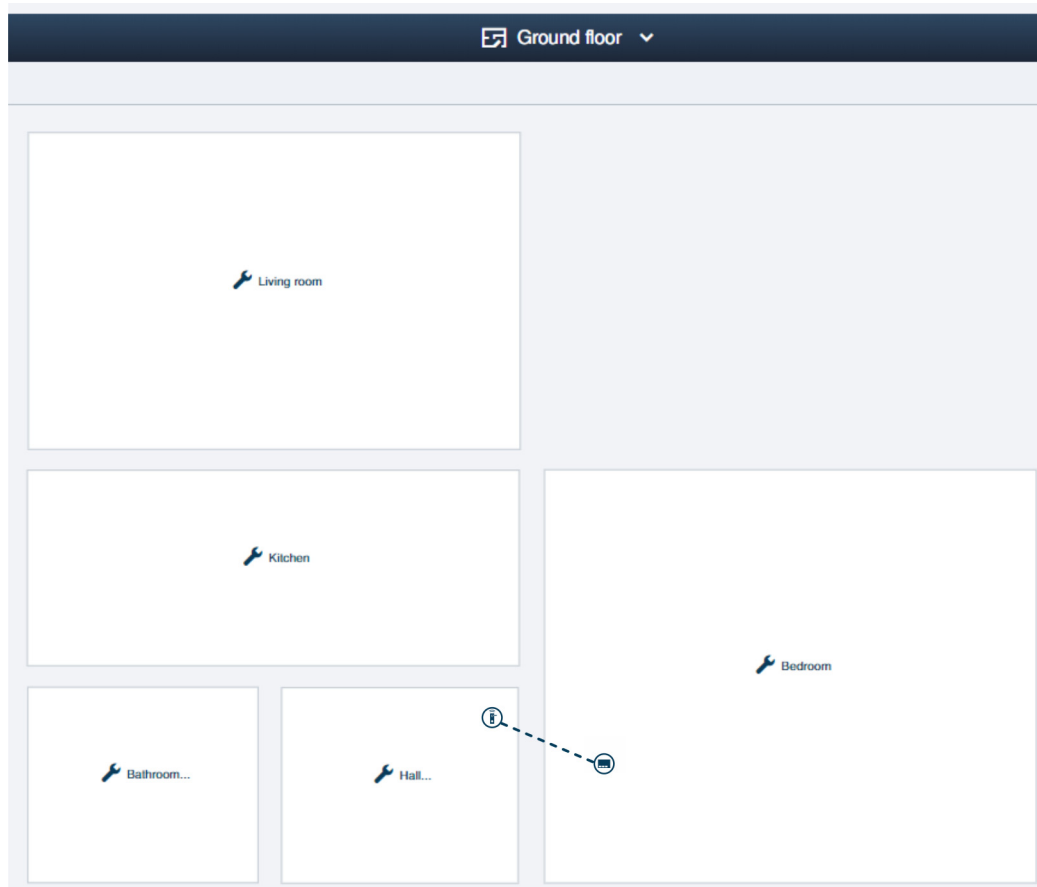 Ground floor
Living room
Kitchen
Bedroom
Bathroom...
Hall...